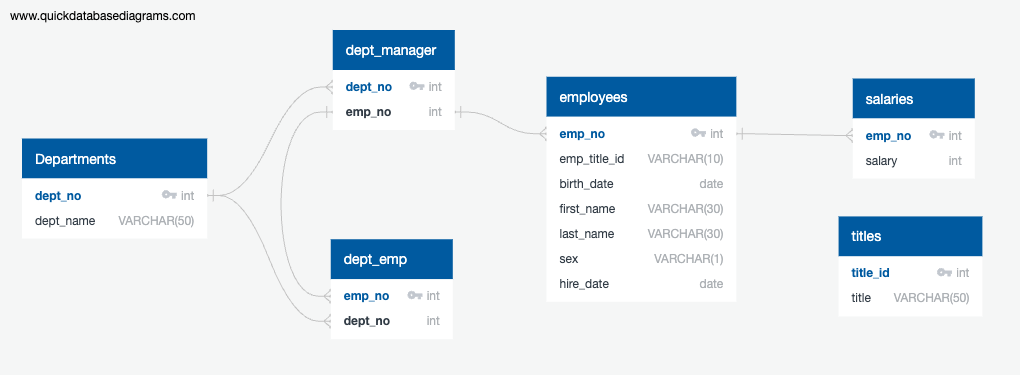 www.quickdatabasediagrams.com
Departments
dept_no int
dept_name VARCHAR(50)
dept_manager
dept_no int
emp_no int
dept_emp
emp_no int
dept_no int
employees
emp_no int
emp_title_id VARCHAR(10)
birth_date date
first_name VARCHAR(30)
last_name VARCHAR(30)
sex VARCHAR(1)
hire_date date
salaries
emp_no int
salary int
titles
title_id int
title VARCHAR(50)